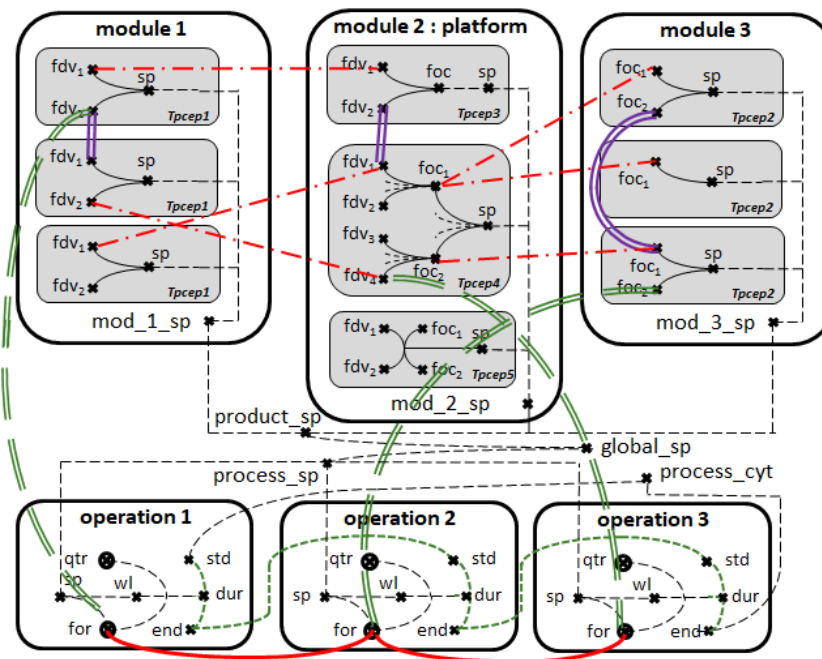 module 1
fdv1
sp
fdv2
Tpcep1
fdv1
sp
fdv2
Tpcep1
fdv1
sp
fdv2
Tpcep1
mod_1_sp
module 2 : platform
fdv1
foc
sp
fdv2
Tpcep3
fdv1
foc1
fdv2
sp
fdv3
fdv4
foc2
Tpcep4
fdv1
foc1
sp
fdv2
foc2
Tpcep5
mod_2_sp
module 3
foc1
sp
foc2
Tpcep2
foc1
sp
Tpcep2
sp
foc1
foc2
Tpcep2
mod_3_sp
product_sp
global_sp
process_sp
process_cyt
operation 1
qtr
std
sp
wl
dur
for
end
operation 2
qtr
std
sp
wl
dur
for
end
operation 3
qtr
std
sp
wl
dur
for
end